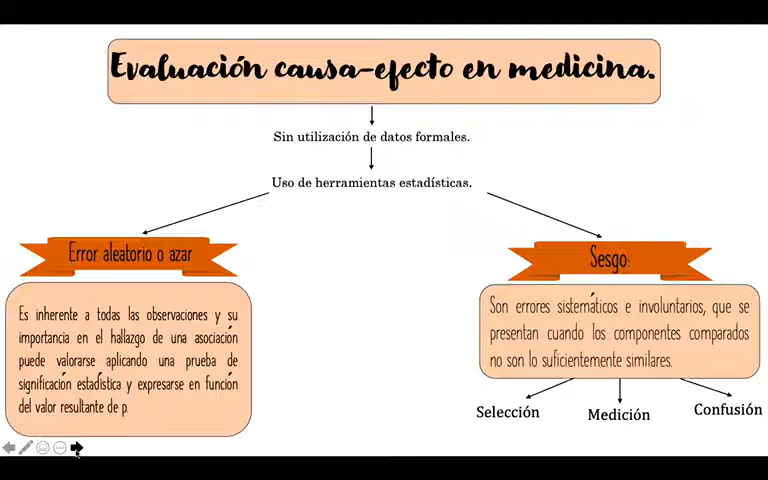 Evaluación causa-efecto en medicina.
Sin utilización de datos formales.
Uso de herramientas estadísticas.
Error aleatorio o azar
Es inherente a todas las observaciones y su
importancia en el hallazgo de una asociación
puede valorarse aplicando una prueba de
significación estadística y expresarse en función
del valor resultante de p.
Sesgo:
Son errores sistemáticos e involuntarios, que se
presentan cuando los componentes comparados
no son lo suficientemente similares.
Selección
Medición
Confusión